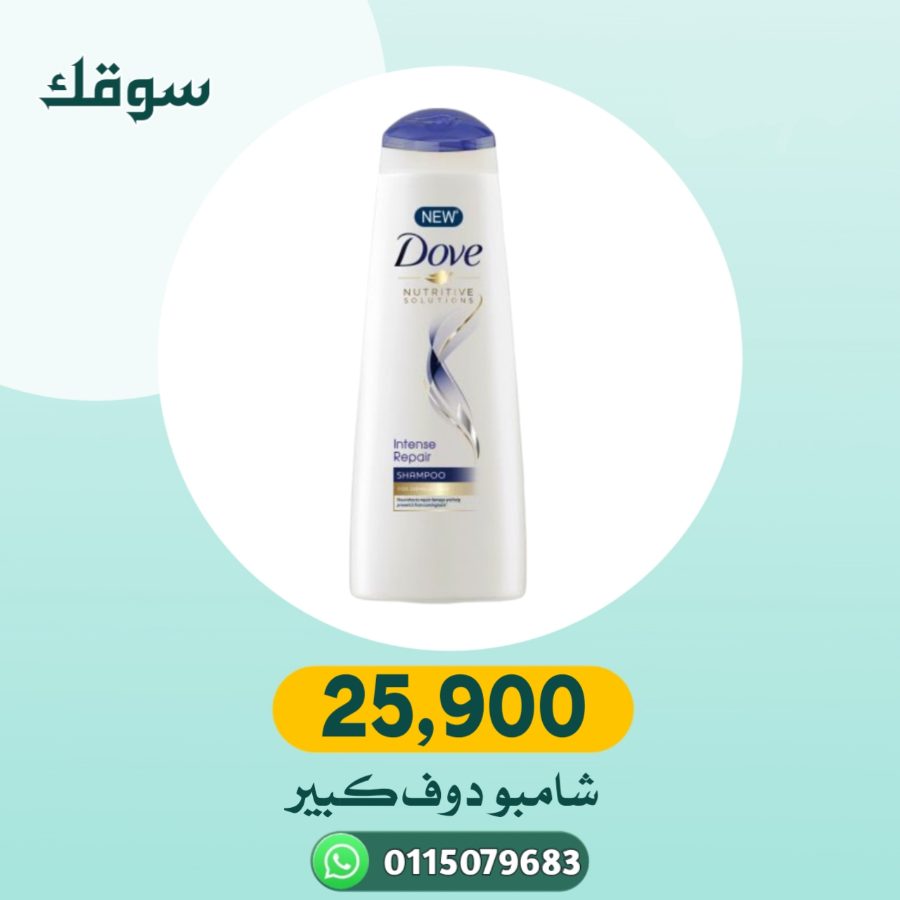 سوقك
NEW
Dove
NUTRITIVE
SOLUTIONS
Intense
Repair
SHAMPOO
25,900
شامبو دوف كبير
0115079683